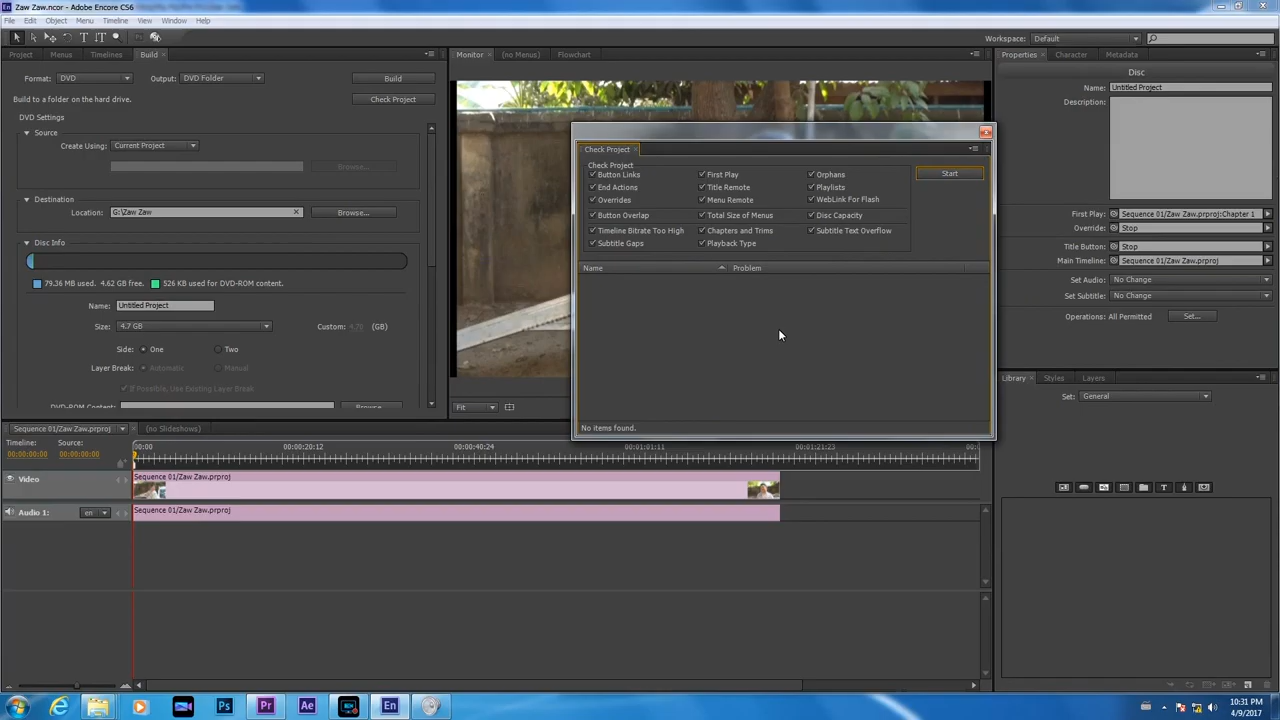 Zaw Zaw.ncor - Adobe Encore CS6
File Edit Object Menu Timeline View Window Help
Workspace: Default
Project Menus Timelines Build
Format: DVD Output: DVD Folder Build
Build to a folder on the hard drive. Check Project
DVD Settings
Source
Create Using: Current Project
Browse...
Destination
Location: G:\Zaw Zaw Browse...
Disc Info
79.36 MB used. 4.62 GB free. 526 KB used for DVD-ROM content.
Name: Untitled Project
Size: 4.7 GB Custom: 4.70 (GB)
Side: One Two
Layer Break: Automatic Manual
If Possible, Use Existing Layer Break
DVD-ROM Content: Browse...
Monitor (no Menus) Flowchart
Fit
Check Project
Check Project
Button Links First Play Orphans Start
End Actions Title Remote Playlists
Overrides Menu Remote WebLink For Flash
Button Overlap Total Size of Menus Disc Capacity
Timeline Bitrate Too High Chapters and Trims Subtitle Text Overflow
Subtitle Gaps Playback Type
Name Problem
No items found.
Properties Character Metadata
Disc
Name: Untitled Project
Description:
First Play: Sequence 01/Zaw Zaw.prproj:Chapter 1
Override: Stop
Title Button: Stop
Main Timeline: Sequence 01/Zaw Zaw.prproj
Set Audio: No Change
Set Subtitle: No Change
Operations: All Permitted Set...
Library Styles Layers
Set: General
Sequence 01/Zaw Zaw.prproj (no Slideshows)
Timeline: Source:
00:00:00:00 00:00:00:00
00:00 00:00:20:12 00:00:40:24 00:01:01:11 00:01:21:23
Video Sequence 01/Zaw Zaw.prproj
Audio 1: en Sequence 01/Zaw Zaw.prproj
Ps Pr Ae En
10:31 PM
4/9/2017